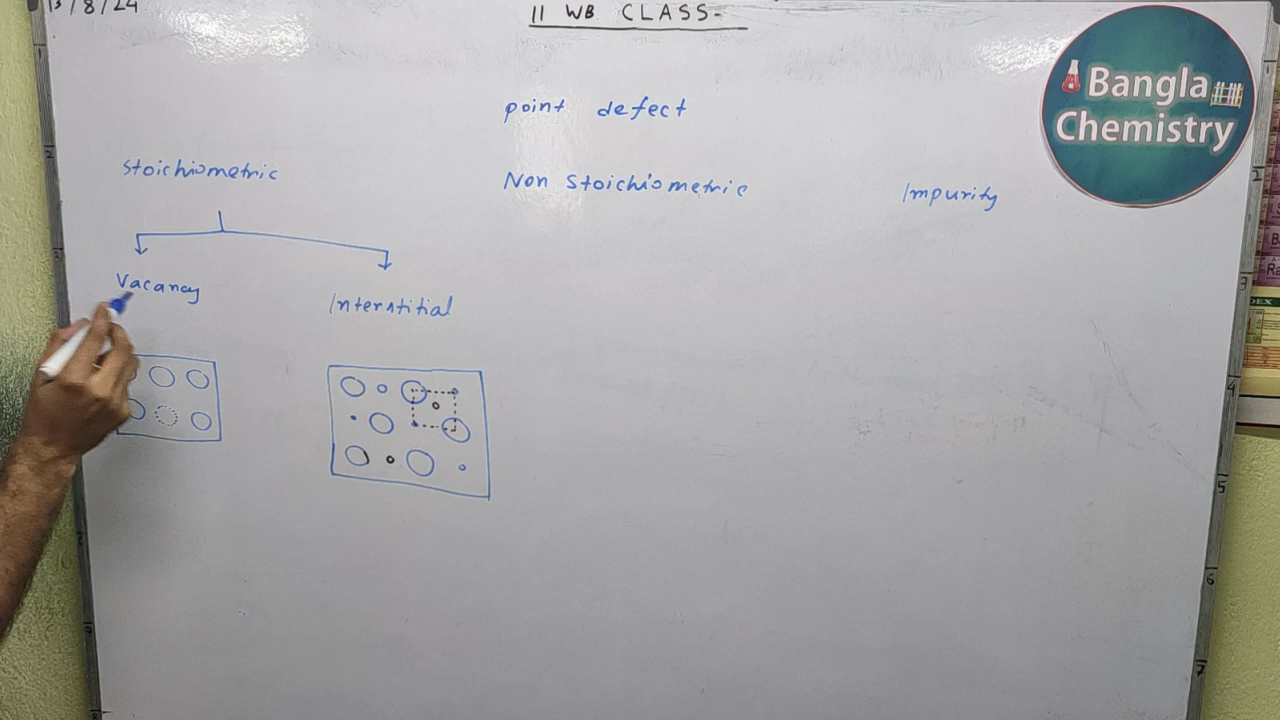 13/8/24
11 WB CLASS-
Bangla
Chemistry
point defect
Stoichiometric
Non Stoichiometric
Impurity
Vacancy
Interstitial